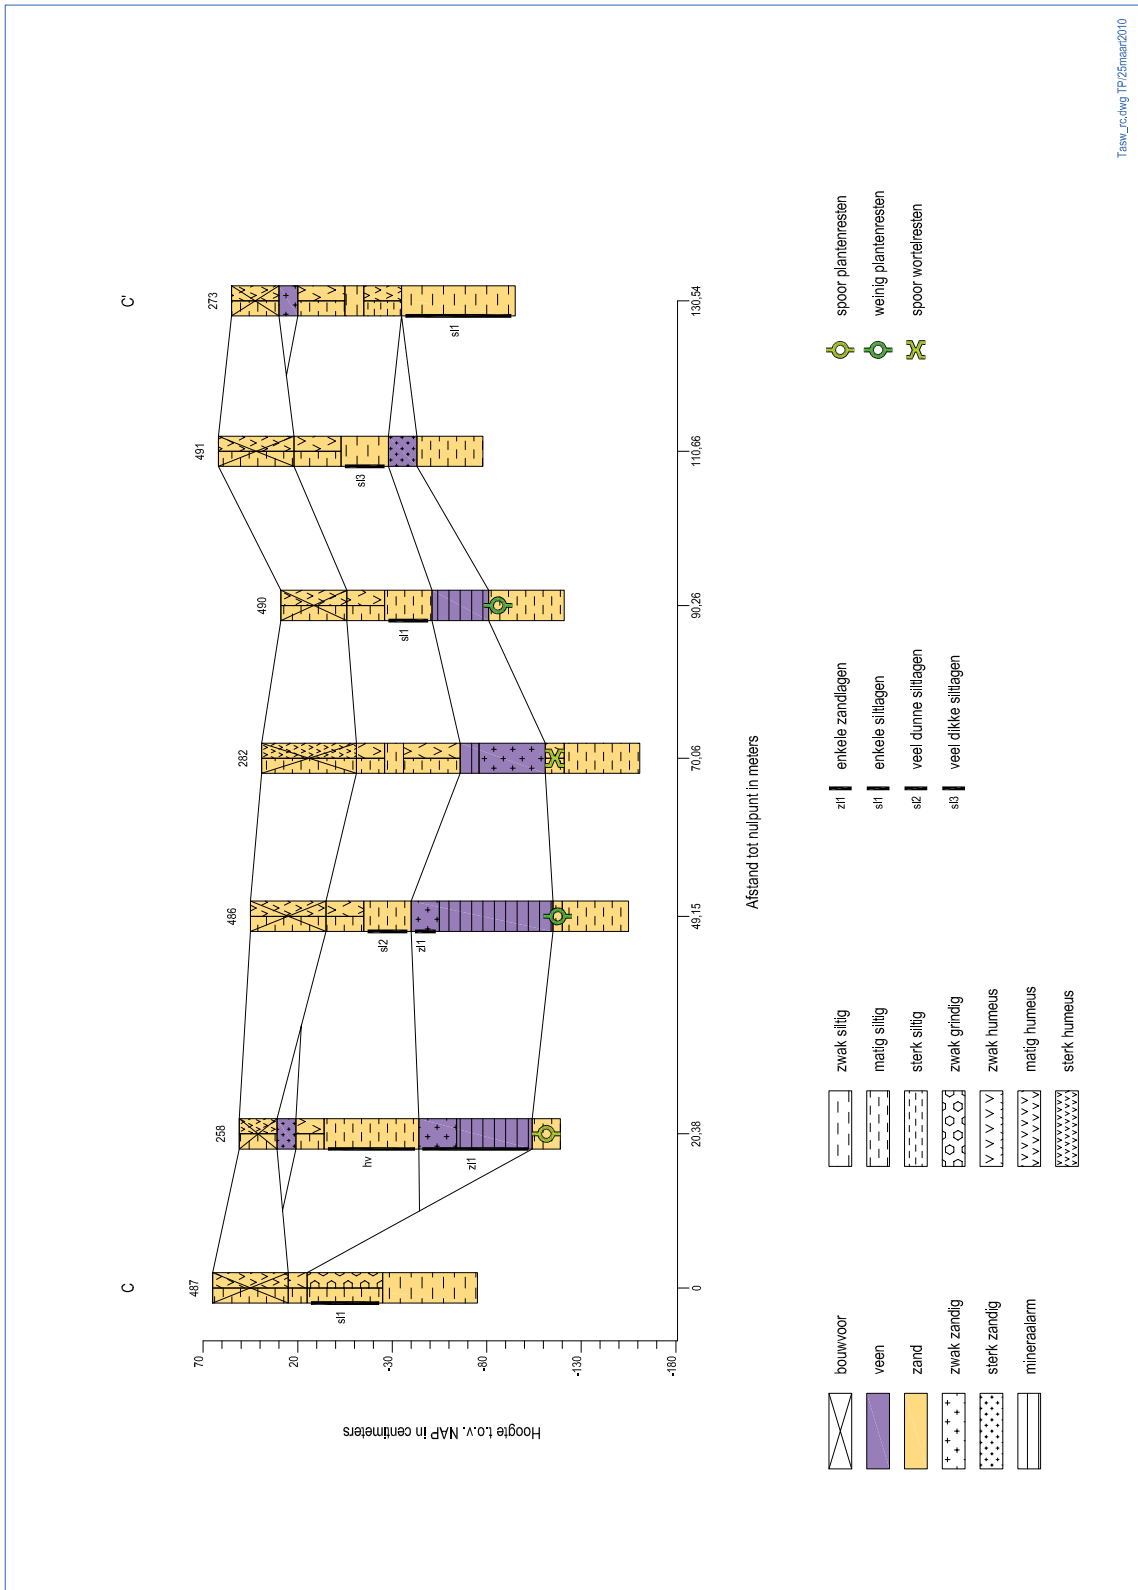 C
C'
487
258
486
282
490
491
273
70
20
-30
-80
-130
-180
Hoogte t.o.v. NAP in centimeters
sl1
hv
zl1
sl2
zl1
sl1
sl3
sl1
0
20,38
49,15
70,06
90,26
110,66
130,54
Afstand tot nulpunt in meters
bouwvoor
veen
zand
zwak zandig
sterk zandig
mineraalarm
zwak siltig
matig siltig
sterk siltig
zwak grindig
zwak humeus
matig humeus
sterk humeus
zl1 enkele zandlagen
sl1 enkele siltlagen
sl2 veel dunne siltlagen
sl3 veel dikke siltlagen
spoor plantenresten
weinig plantenresten
spoor wortelresten
Tasw_rc.dwg TP/25maart2010